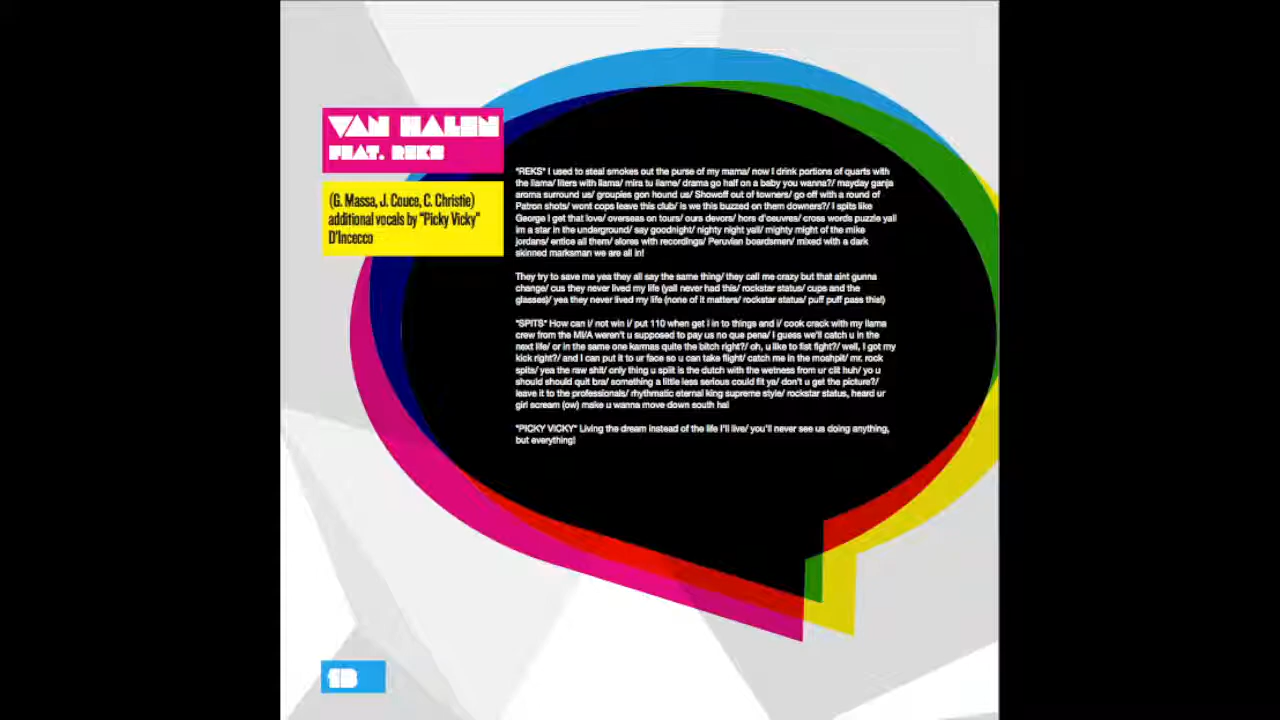 VAN HALEN
FEAT. REKS
(G. Massa, J. Couce, C. Christie)
additional vocals by "Picky Vicky"
D'Incecco
*REKS* I used to steal smokes out the purse of my mama/ now I drink portions of quarts with
the llama/ liters with llama/ mira tu llame/ drama go half on a baby you wanna?/ mayday ganja
aroma surround us/ groupies gon hound us/ Showoff out of towners/ go off with a round of
Patron shots/ wont cops leave this club/ is we this buzzed on them downers?/ I spits like
George I get that love/ overseas on tours/ ours devors/ hors d'oeuvres/ cross words puzzle yall
im a star in the underground/ say goodnight/ nighty night yall/ mighty might of the mike
jordans/ entice all them/ alores with recordings/ Peruvian boardsmen/ mixed with a dark
skinned marksman we are all in!
They try to save me yea they all say the same thing/ they call me crazy but that aint gunna
change/ cus they never lived my life (yall never had this/ rockstar status/ cups and the
glasses)/ yea they never lived my life (none of it matters/ rockstar status/ puff puff pass this!)
*SPITS* How can i/ not win i/ put 110 when get i in to things and i/ cook crack with my llama
crew from the MI/A weren't u supposed to pay us no que pena/ I guess we'll catch u in the
next life/ or in the same one karmas quite the bitch right?/ oh, u like to fist fight?/ well, I got my
kick right?/ and I can put it to ur face so u can take flight/ catch me in the moshpit/ mr. rock
spits/ yea the raw shit/ only thing u split is the dutch with the wetness from ur clit huh/ yo u
should should quit bra/ something a little less serious could fit ya/ don't u get the picture?/
leave it to the professionals/ rhythmatic eternal king supreme style/ rockstar status, heard ur
girl scream (ow) make u wanna move down south ha!
*PICKY VICKY* Living the dream instead of the life I'll live/ you'll never see us doing anything,
but everything!